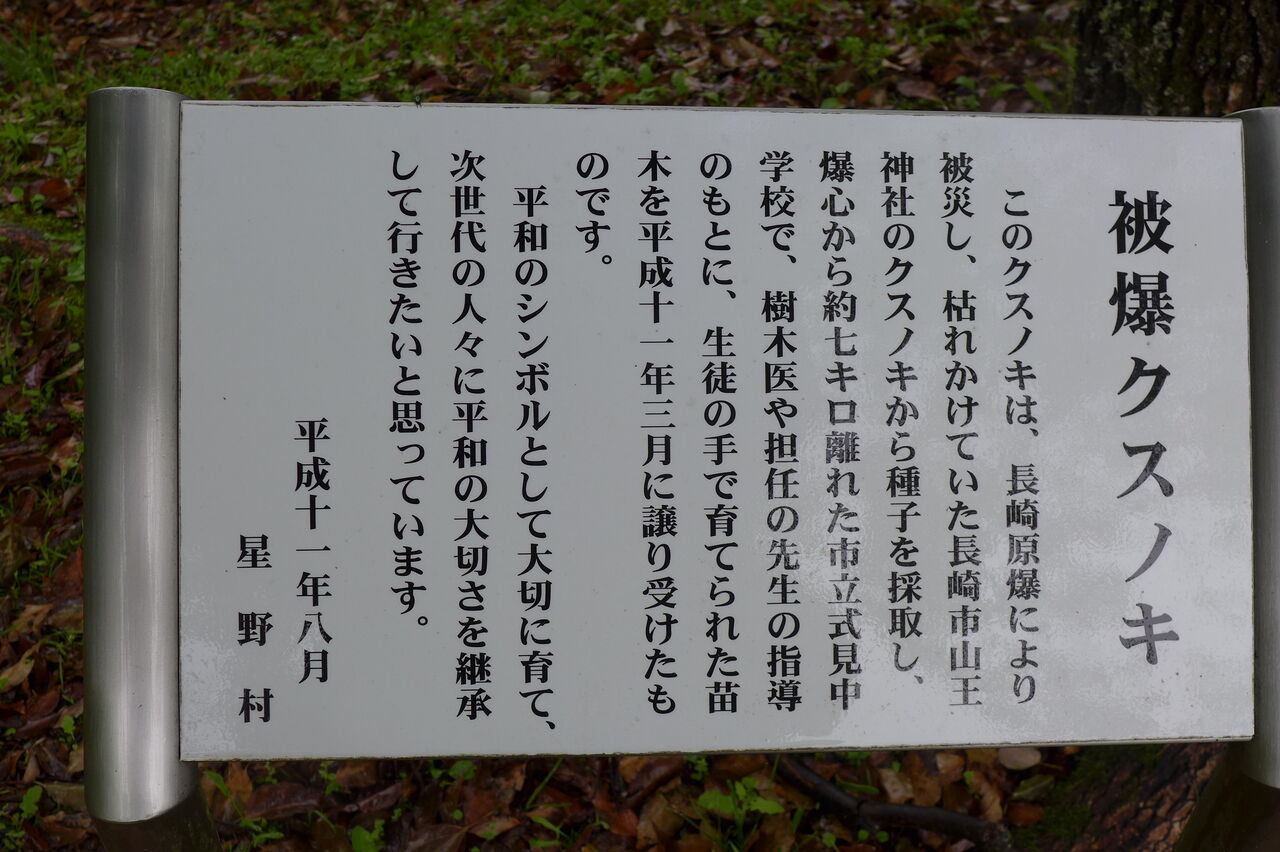 被爆クスノキ
このクスノキは、長崎原爆により
被災し、枯れかけていた長崎市山王
神社のクスノキから種子を採取し、
爆心から約七キロ離れた市立式見中
学校で、樹木医や担任の先生の指導
のもとに、生徒の手で育てられた苗
木を平成十一年三月に譲り受けたも
のです。
平和のシンボルとして大切に育て、
次世代の人々に平和の大切さを継承
して行きたいと思っています。
平成十一年八月
星野村